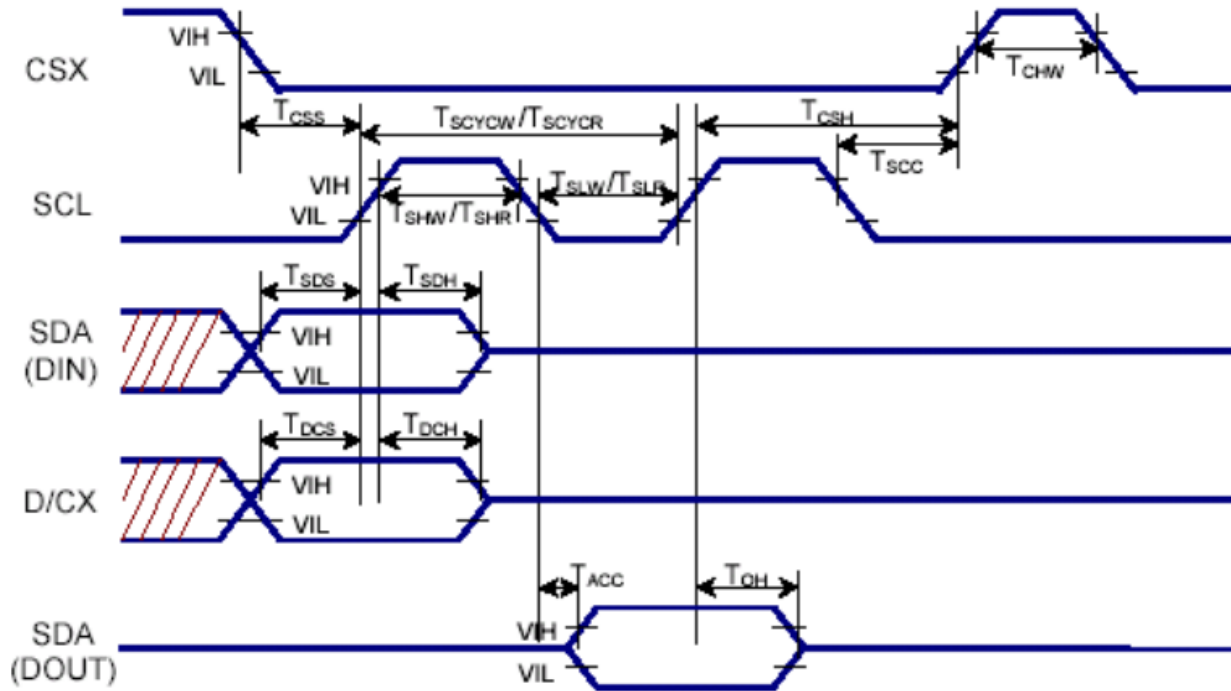 VIH
CSX
VIL
TCHW
TCSS
TSCYCW/TSCYCR
TCSH
TSCC
VIH
TSLW/TSLR
SCL
VIL
TSHW/TSHR
TSDS
TSDH
SDA
(DIN)
VIH
VIL
TDCS
TDCH
D/CX
VIH
VIL
TACC
TOH
SDA
(DOUT)
VIH
VIL